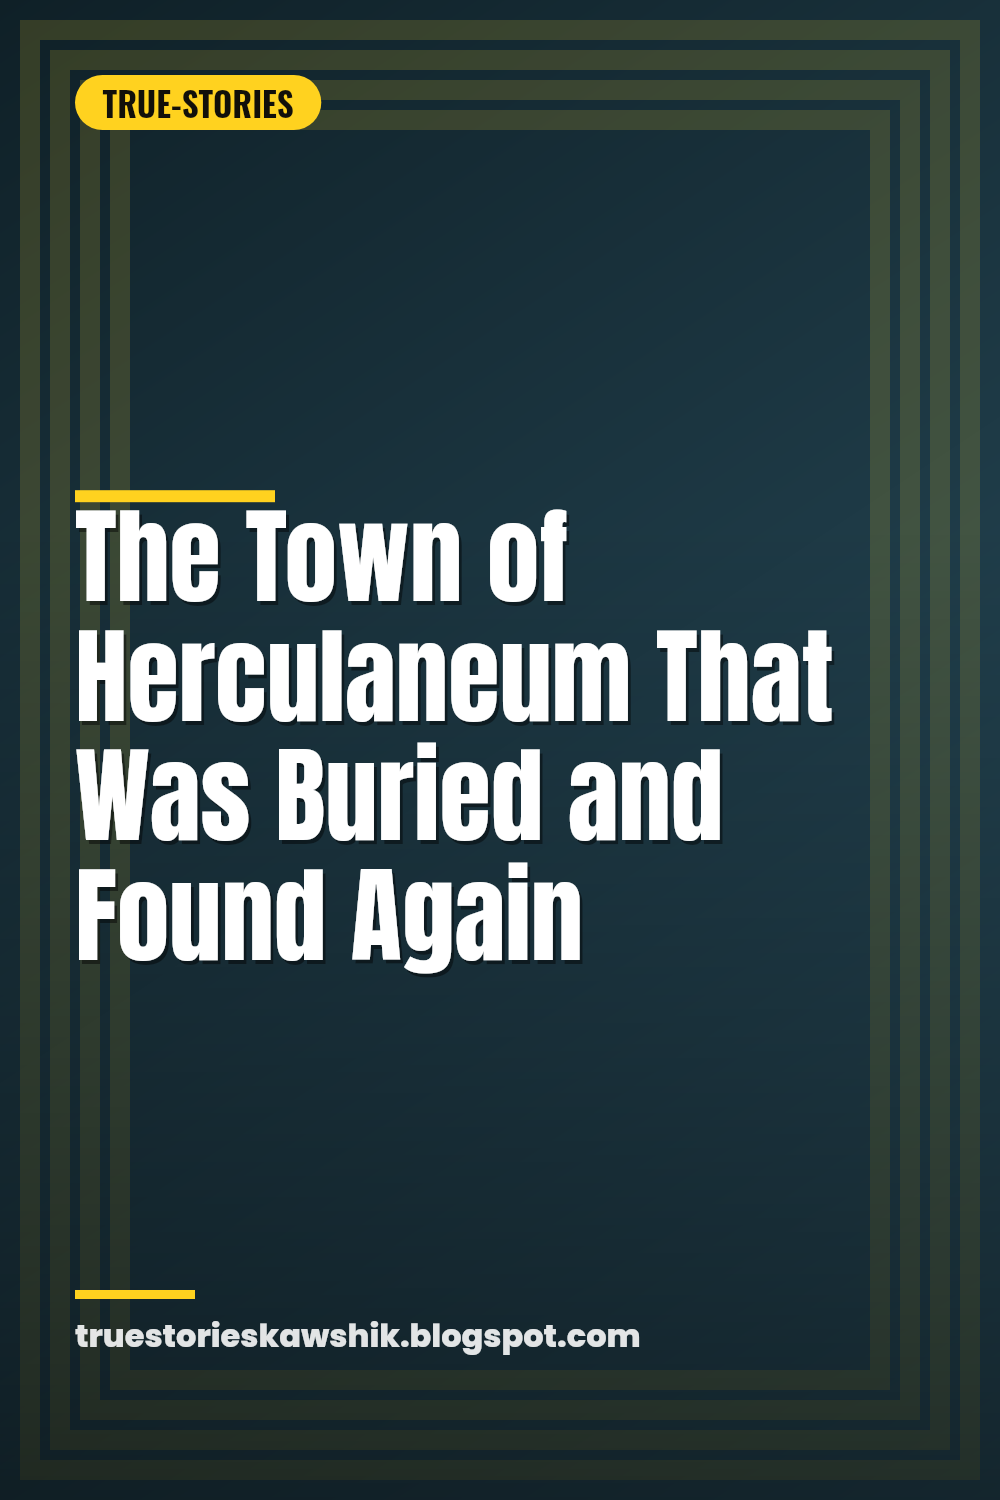 TRUE-STORIES
The Town of
Herculaneum That
Was Buried and
Found Again
truestorieskawshik.blogspot.com